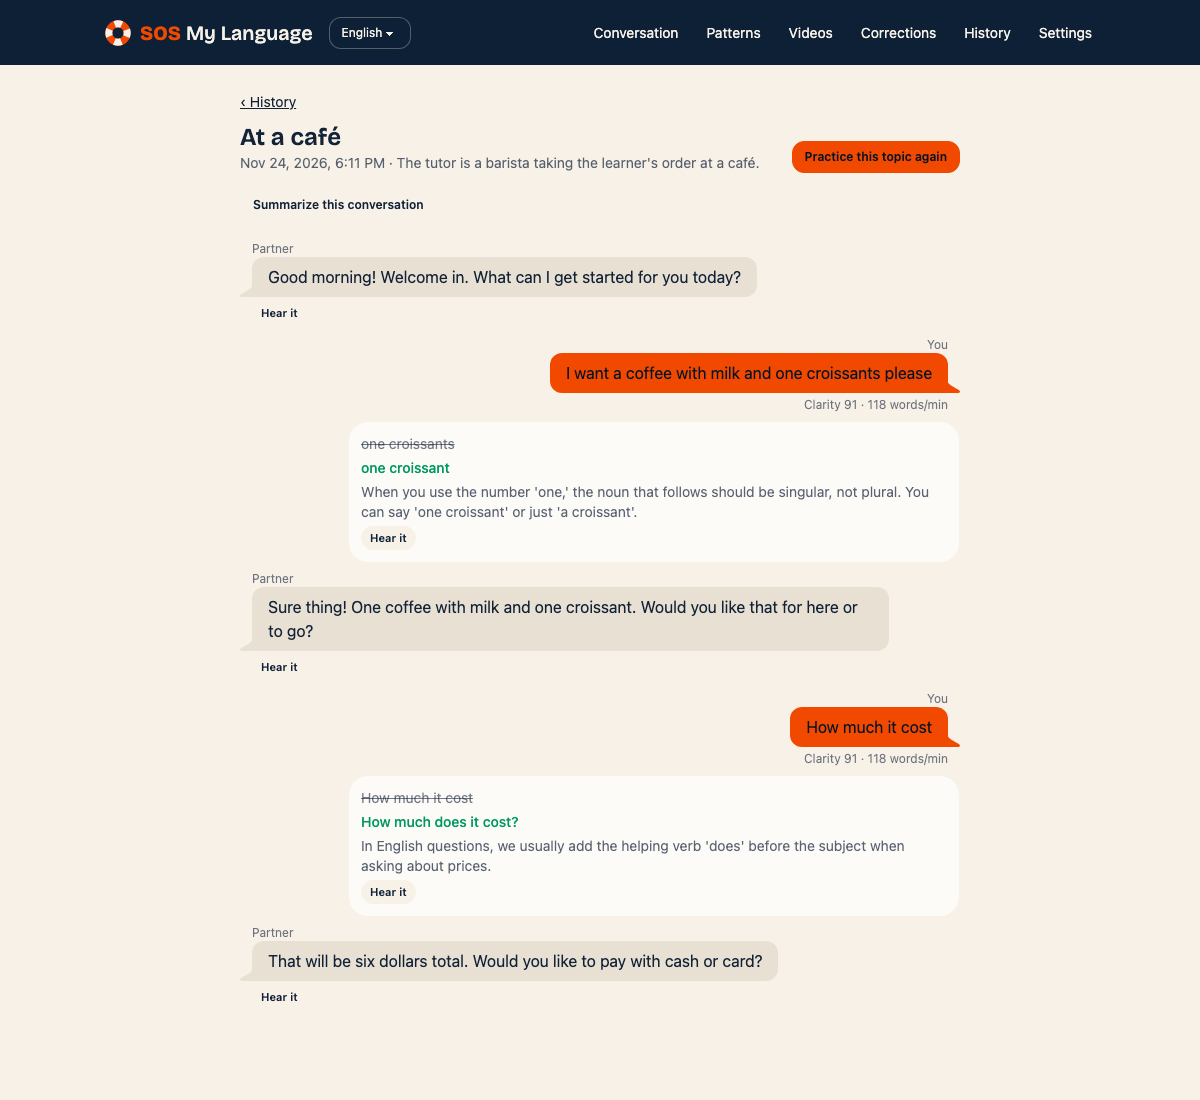 SOS My Language
English
Conversation
Patterns
Videos
Corrections
History
Settings
‹ History
At a café
Nov 24, 2026, 6:11 PM · The tutor is a barista taking the learner's order at a café.
Practice this topic again
Summarize this conversation
Partner
Good morning! Welcome in. What can I get started for you today?
Hear it
You
I want a coffee with milk and one croissants please
Clarity 91 · 118 words/min
one croissants
one croissant
When you use the number 'one,' the noun that follows should be singular, not plural. You
can say 'one croissant' or just 'a croissant'.
Hear it
Partner
Sure thing! One coffee with milk and one croissant. Would you like that for here or
to go?
Hear it
You
How much it cost
Clarity 91 · 118 words/min
How much it cost
How much does it cost?
In English questions, we usually add the helping verb 'does' before the subject when
asking about prices.
Hear it
Partner
That will be six dollars total. Would you like to pay with cash or card?
Hear it